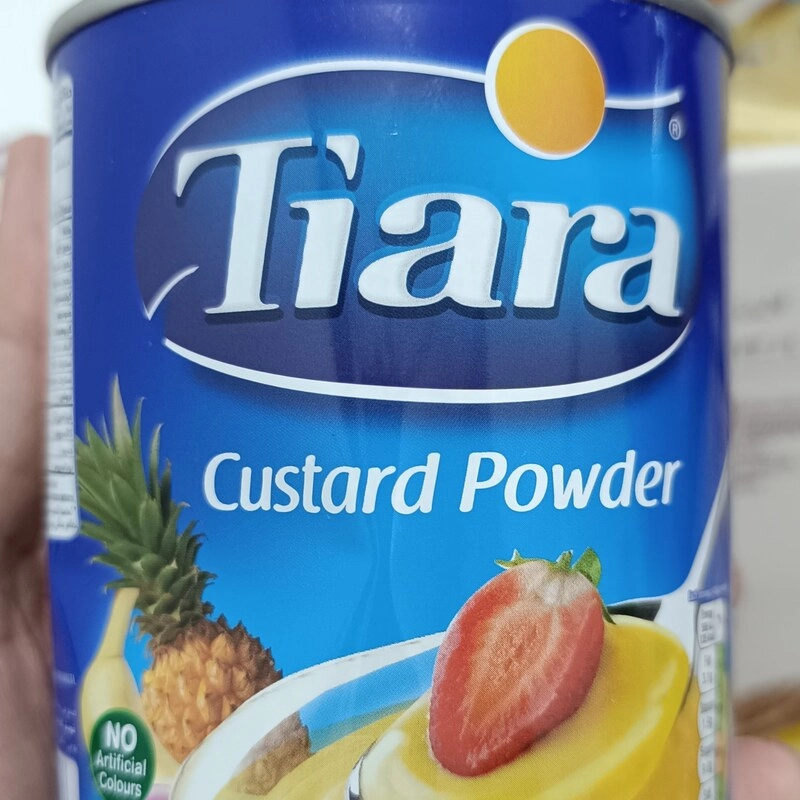 Tiara
®
Custard Powder
NO
Artificial
Colours